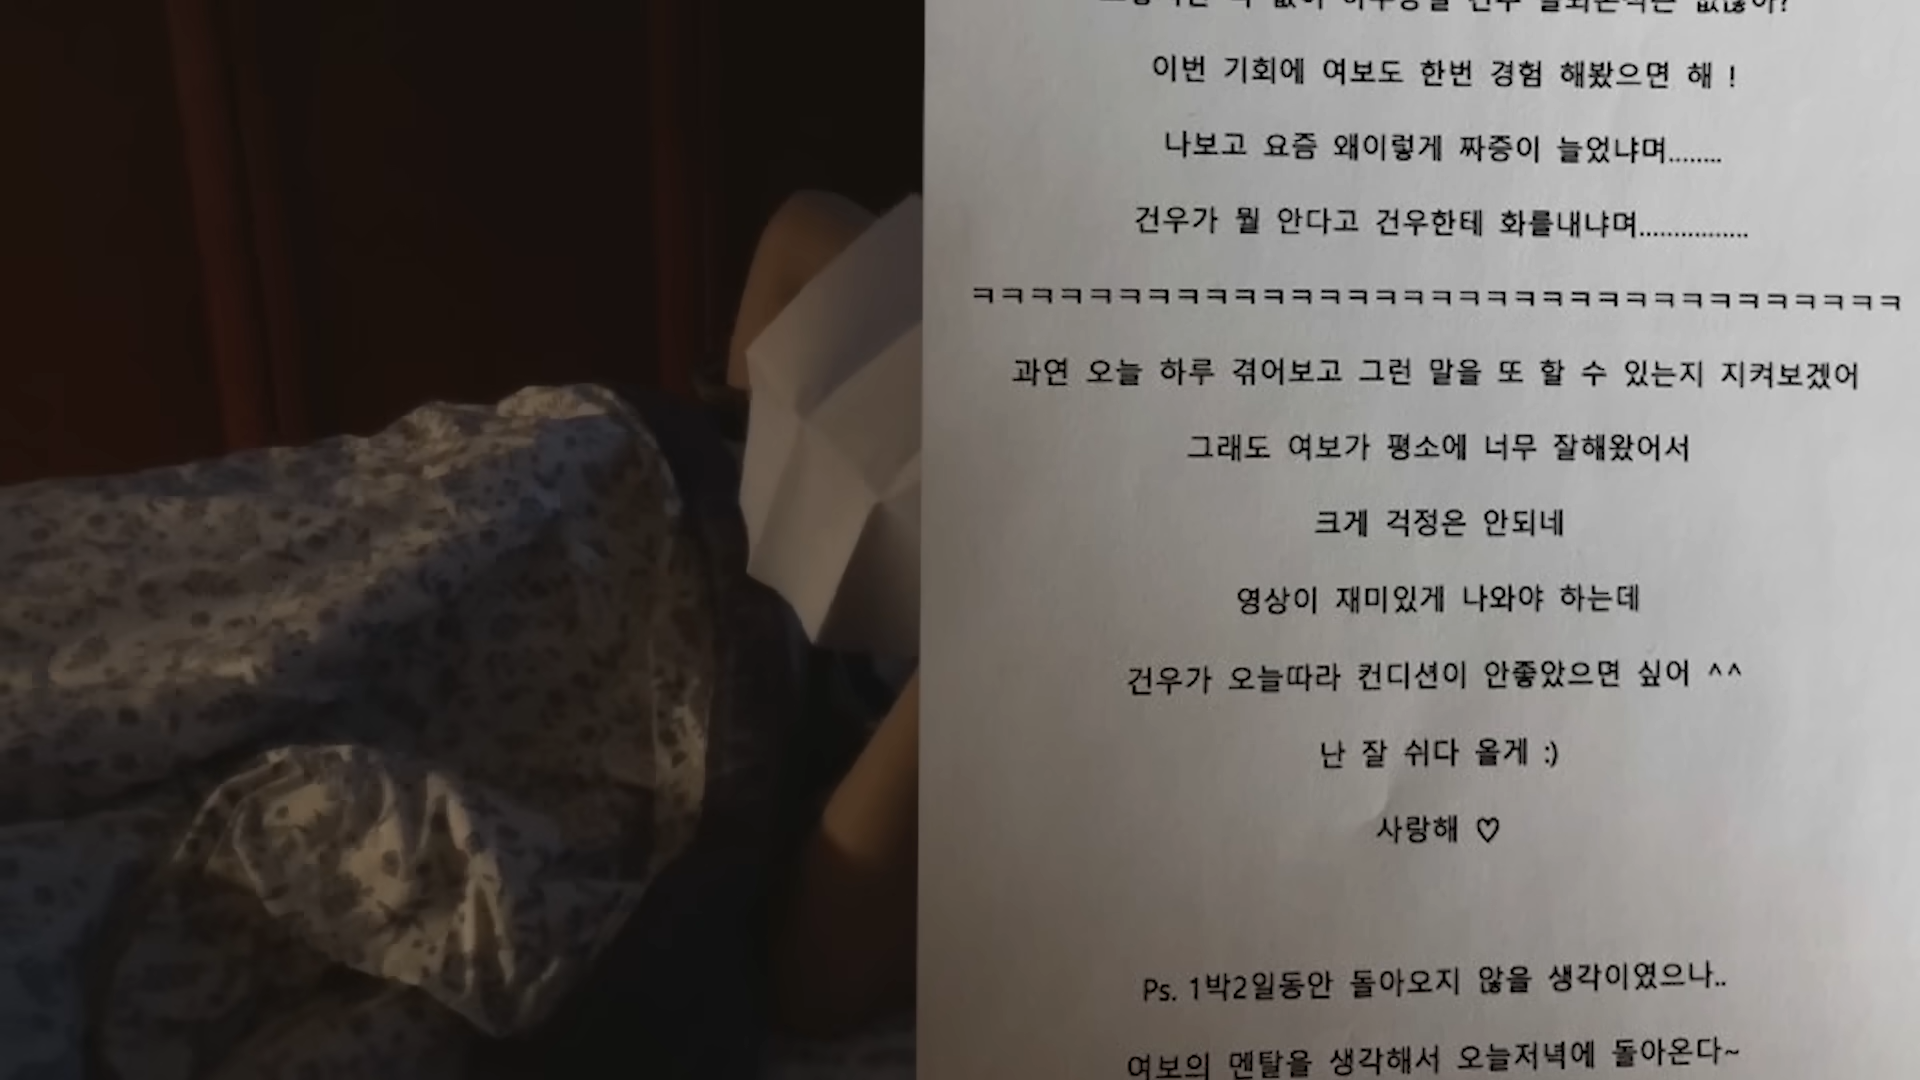 이번 기회에 여보도 한번 경험 해봤으면 해 !
나보고 요즘 왜이렇게 짜증이 늘었냐며........
건우가 뭘 안다고 건우한테 화를내냐며................
ㅋㅋㅋㅋㅋㅋㅋㅋㅋㅋㅋㅋㅋㅋㅋㅋㅋㅋㅋㅋㅋㅋㅋㅋㅋㅋㅋㅋㅋㅋㅋㅋㅋ
과연 오늘 하루 겪어보고 그런 말을 또 할 수 있는지 지켜보겠어
그래도 여보가 평소에 너무 잘해왔어서
크게 걱정은 안되네
영상이 재미있게 나와야 하는데
건우가 오늘따라 컨디션이 안좋았으면 싶어 ^^
난 잘 쉬다 올게 :)
사랑해 ♡
Ps. 1박2일동안 돌아오지 않을 생각이였으나..
여보의 멘탈을 생각해서 오늘저녁에 돌아온다~